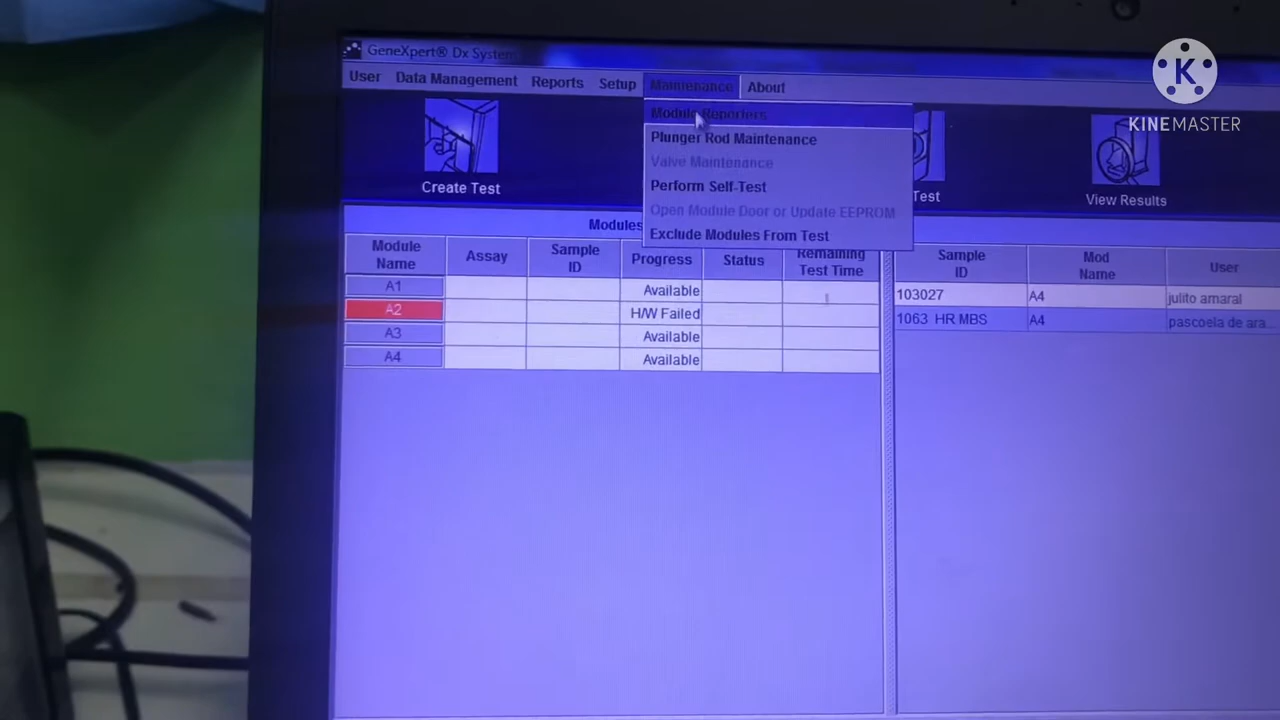 GeneXpert® Dx System
User Data Management Reports Setup Maintenance About
Module Reporters
Plunger Rod Maintenance
Valve Maintenance
Perform Self-Test
Open Module Door or Update EEPROM
Exclude Modules From Test
Create Test
Test
View Results
K
KINEMASTER
Modules
Module Name Assay Sample ID Progress Status Remaining Test Time
A1 Available
A2 H/W Failed
A3 Available
A4 Available
Sample ID Mod Name User
103027 A4 julito amaral
1063 HR MBS A4 pascoela de ara...